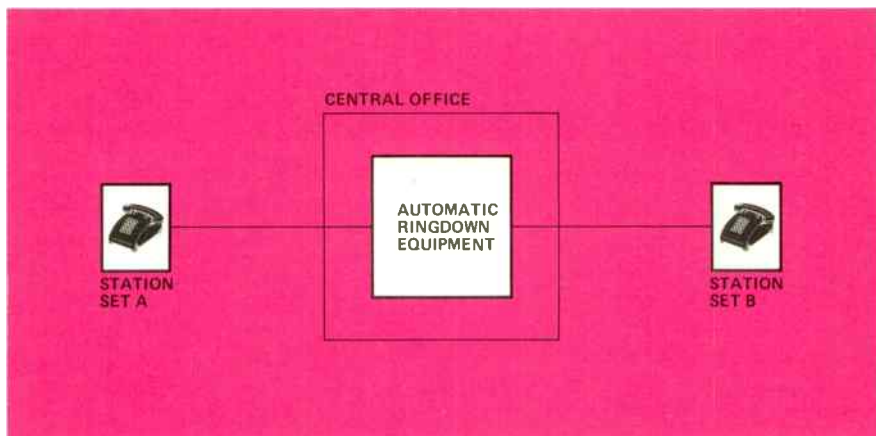 CENTRAL OFFICE
AUTOMATIC
RINGDOWN
EQUIPMENT
STATION
SET A
STATION
SET B